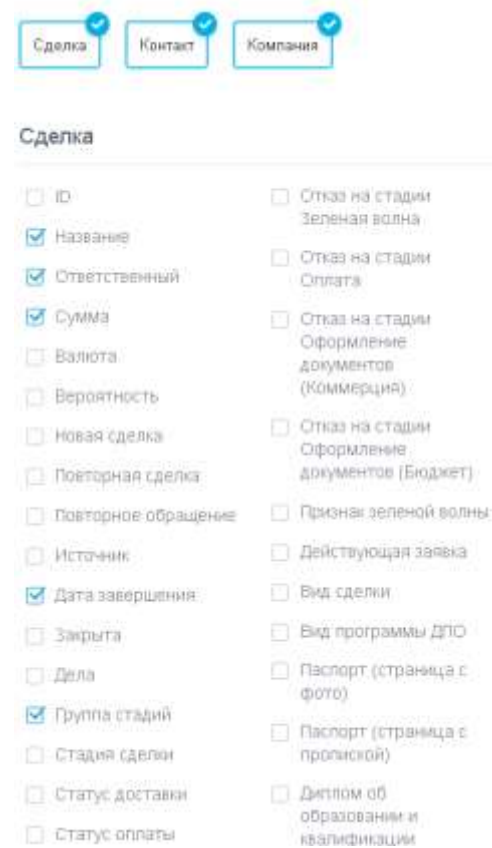 Сделка
Контакт
Компания
Сделка
ID
Название
Ответственный
Сумма
Валюта
Вероятность
Новая сделка
Повторная сделка
Повторное обращение
Источник
Дата завершения
Закрыта
Дела
Группа стадий
Стадия сделки
Статус доставки
Статус оплаты
Отказ на стадии
Зеленая волна
Отказ на стадии
Оплата
Отказ на стадии
Оформление
документов
(Коммерция)
Отказ на стадии
Оформление
документов (Бюджет)
Признак зеленой волны
Действующая заявка
Вид сделки
Вид программы ДПО
Паспорт (страница с
фото)
Паспорт (страница с
пропиской)
Диплом об
образовании и
квалификации